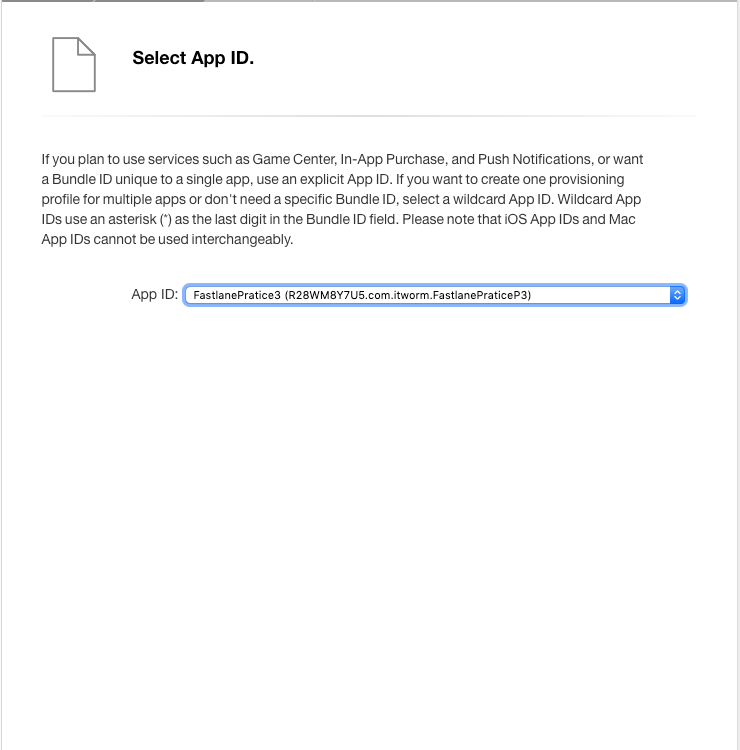 Select App ID.
If you plan to use services such as Game Center, In-App Purchase, and Push Notifications, or want
a Bundle ID unique to a single app, use an explicit App ID. If you want to create one provisioning
profile for multiple apps or don't need a specific Bundle ID, select a wildcard App ID. Wildcard App
IDs use an asterisk (*) as the last digit in the Bundle ID field. Please note that iOS App IDs and Mac
App IDs cannot be used interchangeably.
App ID: FastlanePratice3 (R28WM8Y7U5.com.itworm.FastlanePraticeP3)